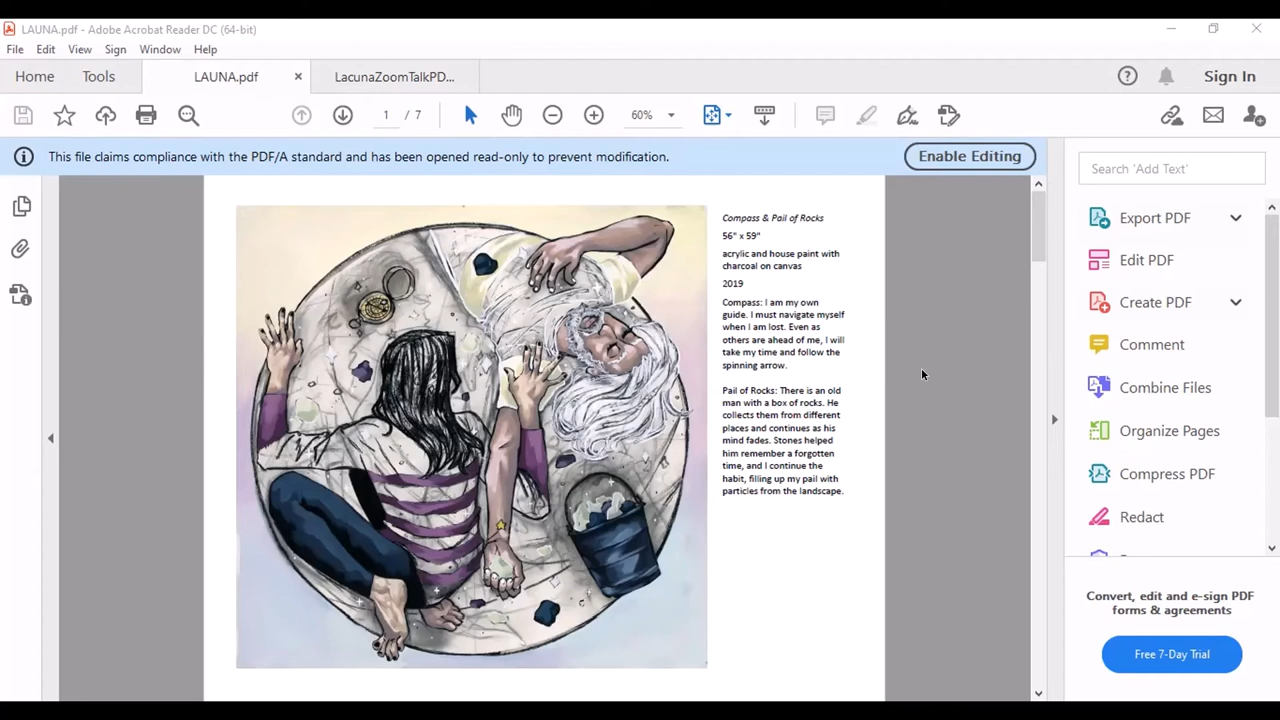 LAUNA.pdf - Adobe Acrobat Reader DC (64-bit)
File Edit View Sign Window Help
Home Tools LAUNA.pdf × LacunaZoomTalkPD... Sign In
1 / 7 60%
This file claims compliance with the PDF/A standard and has been opened read-only to prevent modification. Enable Editing
Compass & Pail of Rocks
56" x 59"
acrylic and house paint with
charcoal on canvas
2019
Compass: I am my own
guide. I must navigate myself
when I am lost. Even as
others are ahead of me, I will
take my time and follow the
spinning arrow.
Pail of Rocks: There is an old
man with a box of rocks. He
collects them from different
places and continues as his
mind fades. Stones helped
him remember a forgotten
time, and I continue the
habit, filling up my pail with
particles from the landscape.
Search 'Add Text'
Export PDF
Edit PDF
Create PDF
Comment
Combine Files
Organize Pages
Compress PDF
Redact
Convert, edit and e-sign PDF
forms & agreements
Free 7-Day Trial